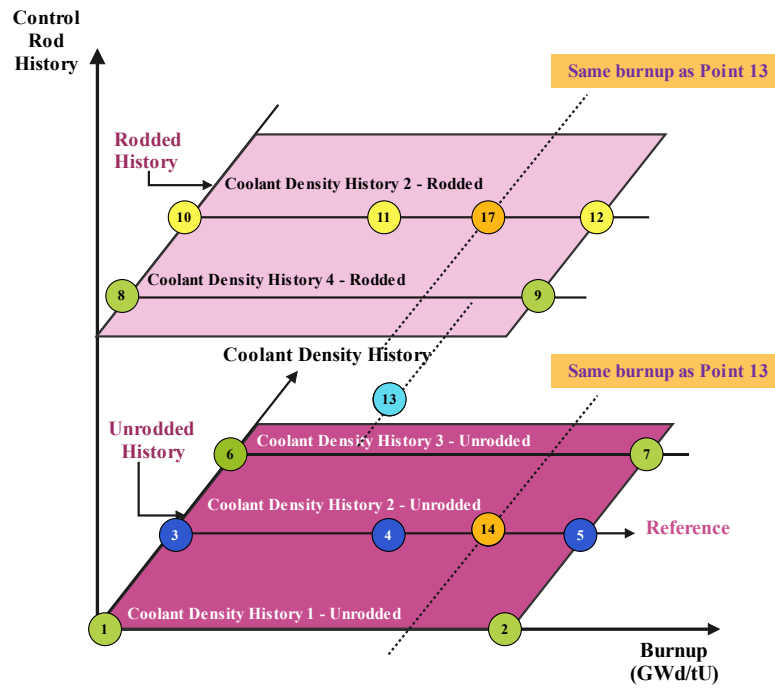 Control
Rod
History
Same burnup as Point 13
Rodded
History
Coolant Density History 2 - Rodded
10
11
17
12
Coolant Density History 4 - Rodded
8
9
Coolant Density History
Same burnup as Point 13
13
Unrodded
History
Coolant Density History 3 - Unrodded
6
7
Coolant Density History 2 - Unrodded
3
4
14
5
Reference
Coolant Density History 1 - Unrodded
1
2
Burnup
(GWd/tU)